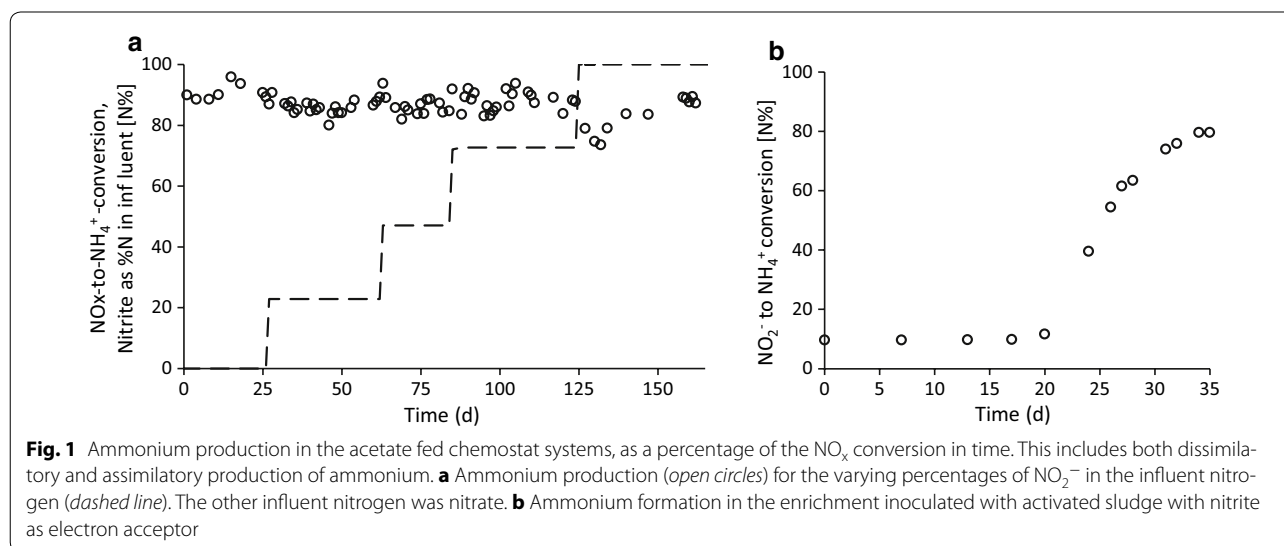 a
NOx-to-NH₄⁺-conversion,
Nitrite as %N in inf luent [N%]
100
80
60
40
20
0
0 25 50 75 100 125 150
Time (d)
b
NO₂⁻ to NH₄⁺ conversion [N%]
100
80
60
40
20
0
0 5 10 15 20 25 30 35
Time (d)
Fig. 1 Ammonium production in the acetate fed chemostat systems, as a percentage of the NOₓ conversion in time. This includes both dissimila-
tory and assimilatory production of ammonium. a Ammonium production (open circles) for the varying percentages of NO₂⁻ in the influent nitro-
gen (dashed line). The other influent nitrogen was nitrate. b Ammonium formation in the enrichment inoculated with activated sludge with nitrite
as electron acceptor